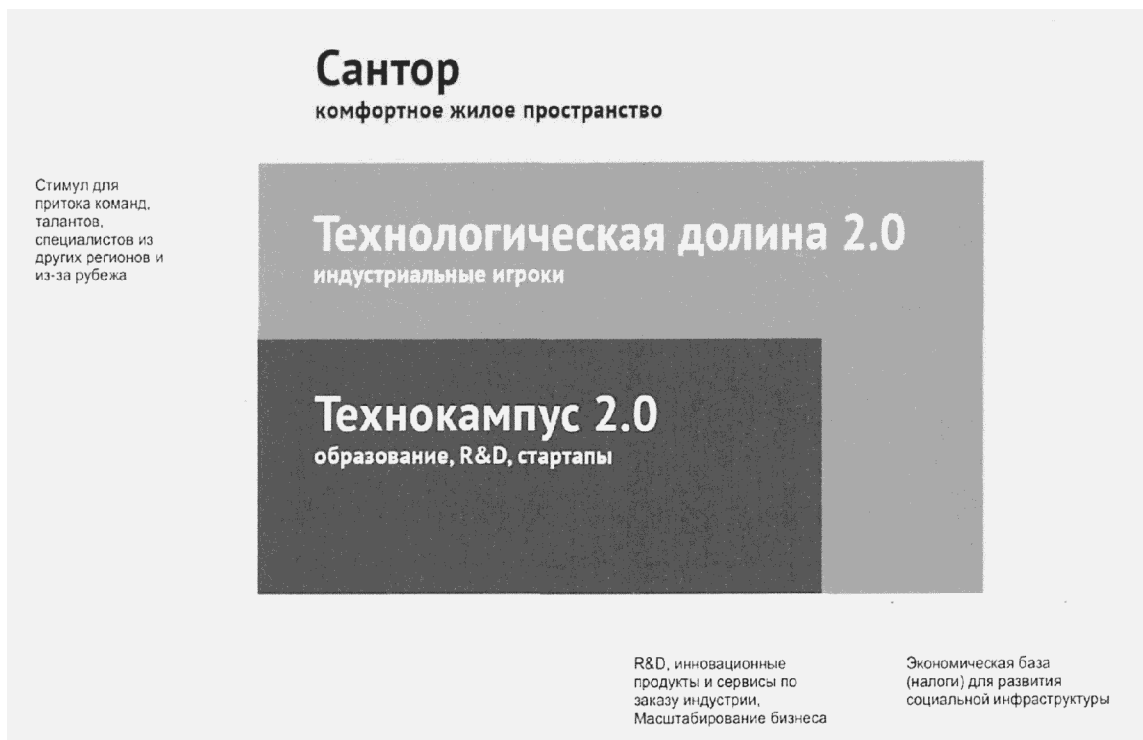 Сантор
комфортное жилое пространство
Стимул для
притока команд,
талантов,
специалистов из
других регионов и
из-за рубежа
Технологическая долина 2.0
индустриальные игроки
Технокампус 2.0
образование, R&D, стартапы
R&D, инновационные
продукты и сервисы по
заказу индустрии,
Масштабирование бизнеса
Экономическая база
(налоги) для развития
социальной инфраструктуры